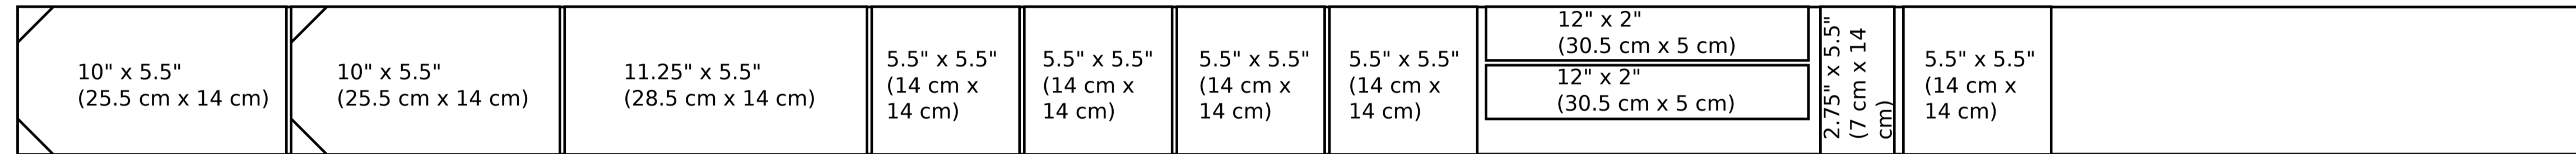 10" x 5.5"
(25.5 cm x 14 cm)
10" x 5.5"
(25.5 cm x 14 cm)
11.25" x 5.5"
(28.5 cm x 14 cm)
5.5" x 5.5"
(14 cm x
14 cm)
5.5" x 5.5"
(14 cm x
14 cm)
5.5" x 5.5"
(14 cm x
14 cm)
5.5" x 5.5"
(14 cm x
14 cm)
12" x 2"
(30.5 cm x 5 cm)
12" x 2"
(30.5 cm x 5 cm)
2.75" x 5.5"
(7 cm x 14
cm)
5.5" x 5.5"
(14 cm x
14 cm)